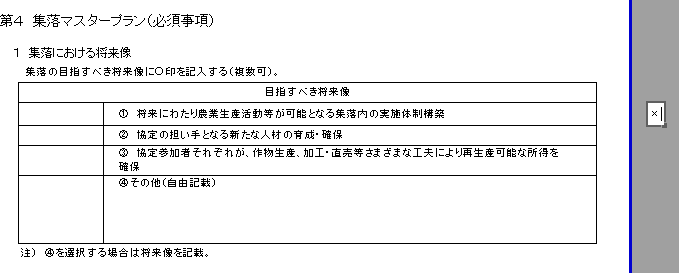 第４　集落マスタープラン（必須事項）
１　集落における将来像
集落の目指すべき将来像に○印を記入する（複数可）。
目指すべき将来像
①　将来にわたり農業生産活動等が可能となる集落内の実施体制構築
②　協定の担い手となる新たな人材の育成・確保
③　協定参加者それぞれが、作物生産、加工・直売等さまざまな工夫により再生産可能な所得を
確保
④その他（自由記載）
注）　④を選択する場合は将来像を記載。
×